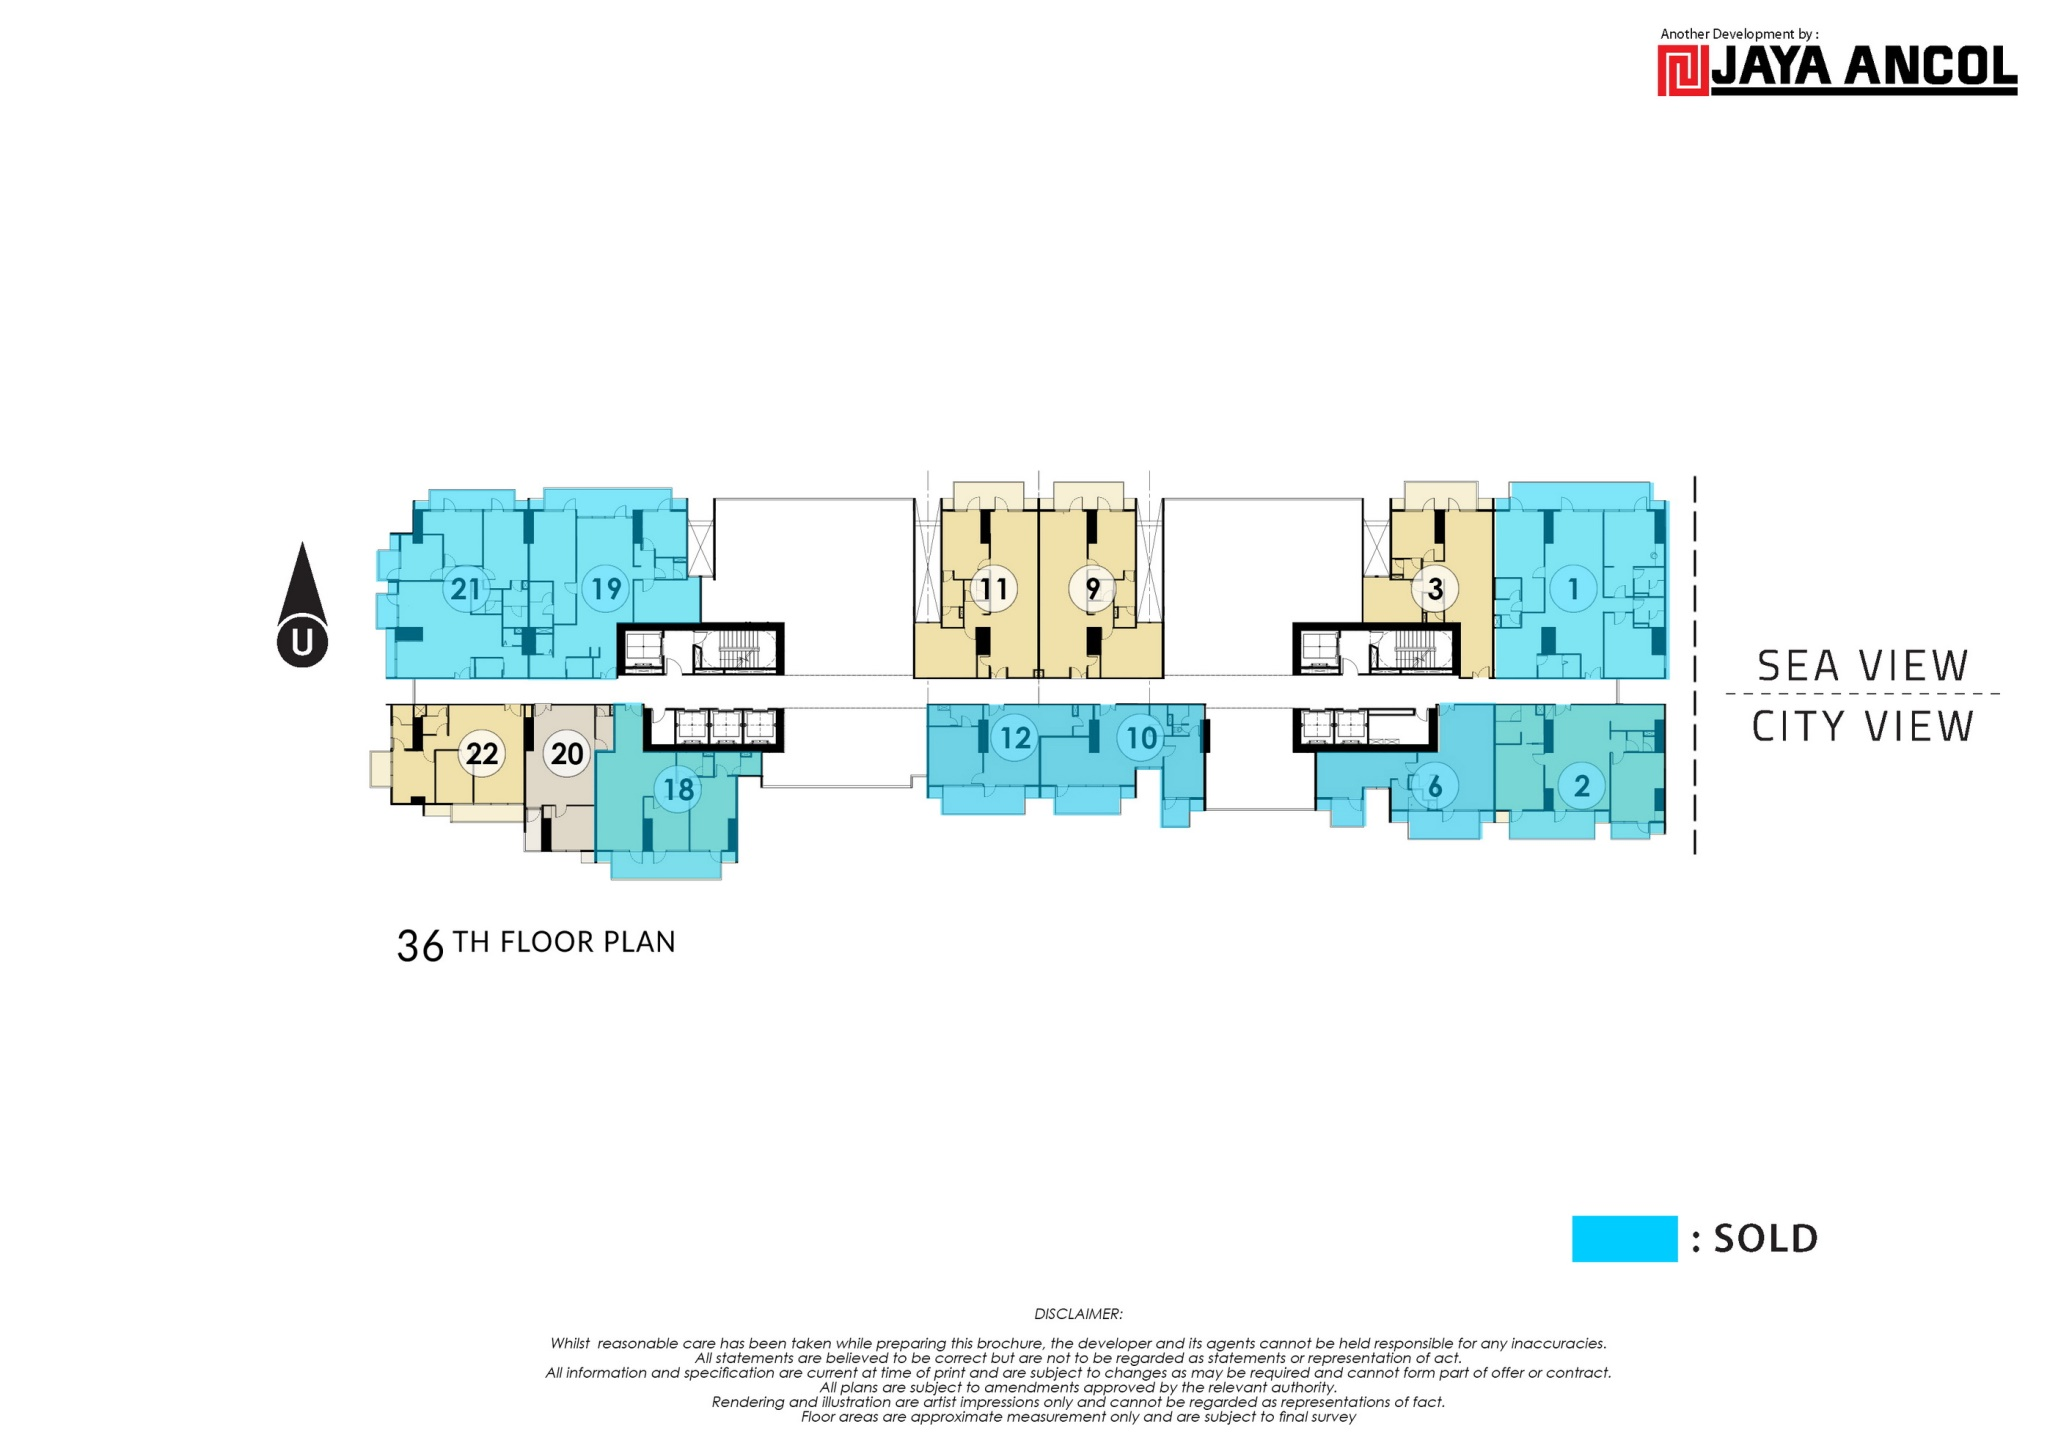 Another Development by :
JAYA ANCOL
21
19
11
9
3
1
U
SEA VIEW
CITY VIEW
22
20
18
12
10
6
2
36 TH FLOOR PLAN
: SOLD
DISCLAIMER:
Whilst reasonable care has been taken while preparing this brochure, the developer and its agents cannot be held responsible for any inaccuracies.
All statements are believed to be correct but are not to be regarded as statements or representation of act.
All information and specification are current at time of print and are subject to changes as may be required and cannot form part of offer or contract.
All plans are subject to amendments approved by the relevant authority.
Rendering and illustration are artist impressions only and cannot be regarded as representations of fact.
Floor areas are approximate measurement only and are subject to final survey